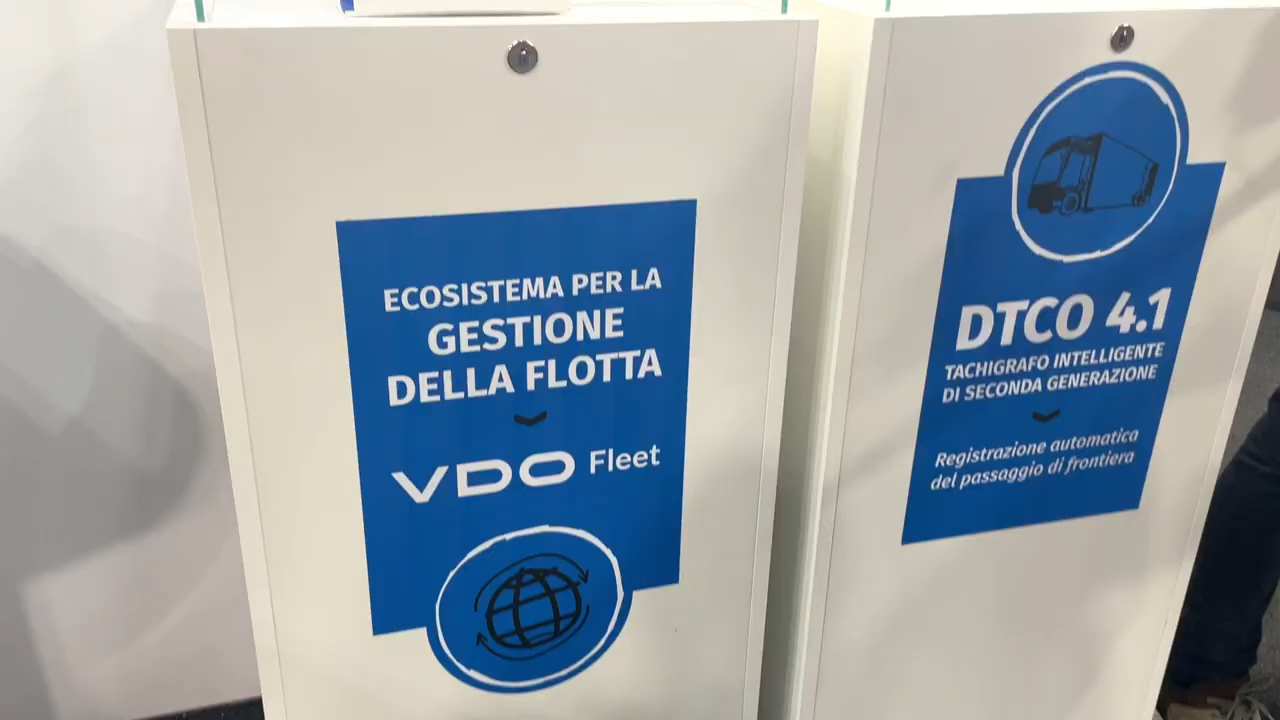 ECOSISTEMA PER LA
GESTIONE
DELLA FLOTTA
VDO Fleet
DTCO 4.1
TACHIGRAFO INTELLIGENTE
DI SECONDA GENERAZIONE
Registrazione automatica
del passaggio di frontiera